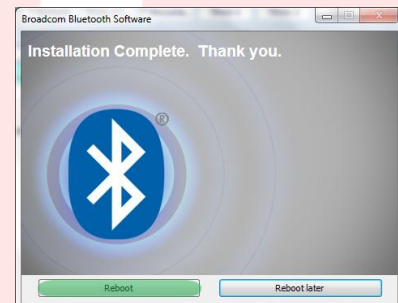 Broadcom Bluetooth Software
Installation Complete. Thank you.
®
Reboot
Reboot later